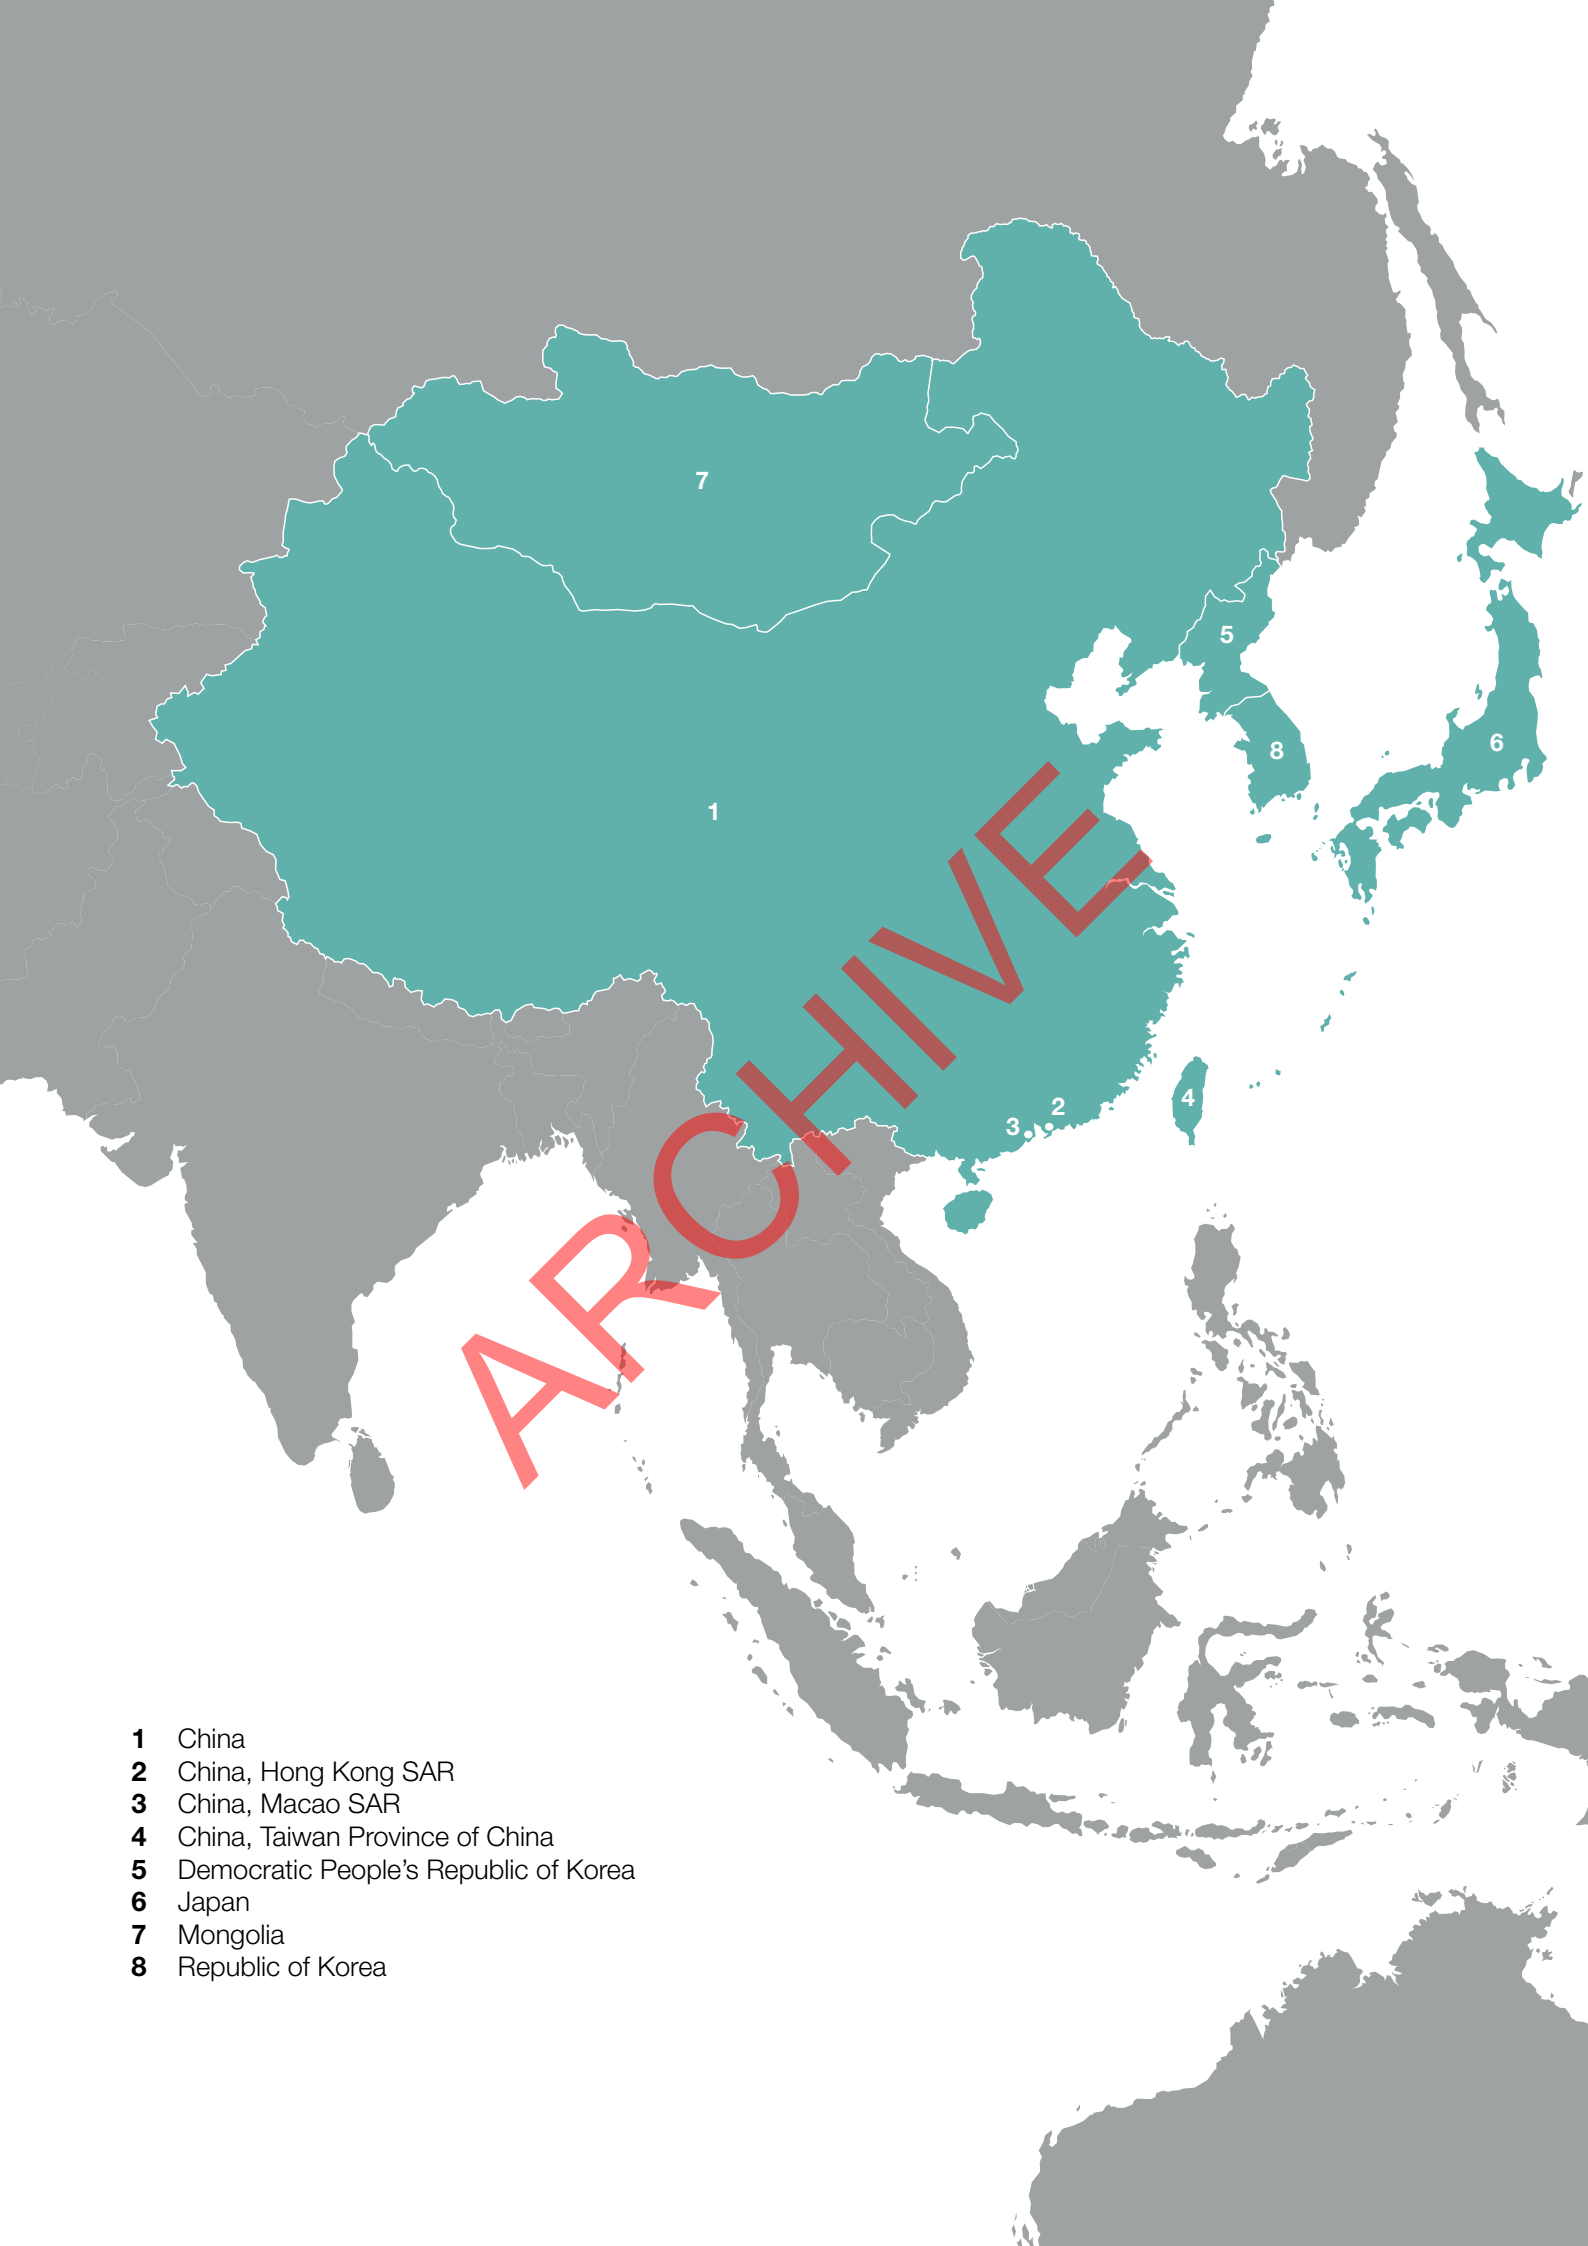 7
5
8
6
1
2
3
4
ARCHIVE
1 China
2 China, Hong Kong SAR
3 China, Macao SAR
4 China, Taiwan Province of China
5 Democratic People’s Republic of Korea
6 Japan
7 Mongolia
8 Republic of Korea